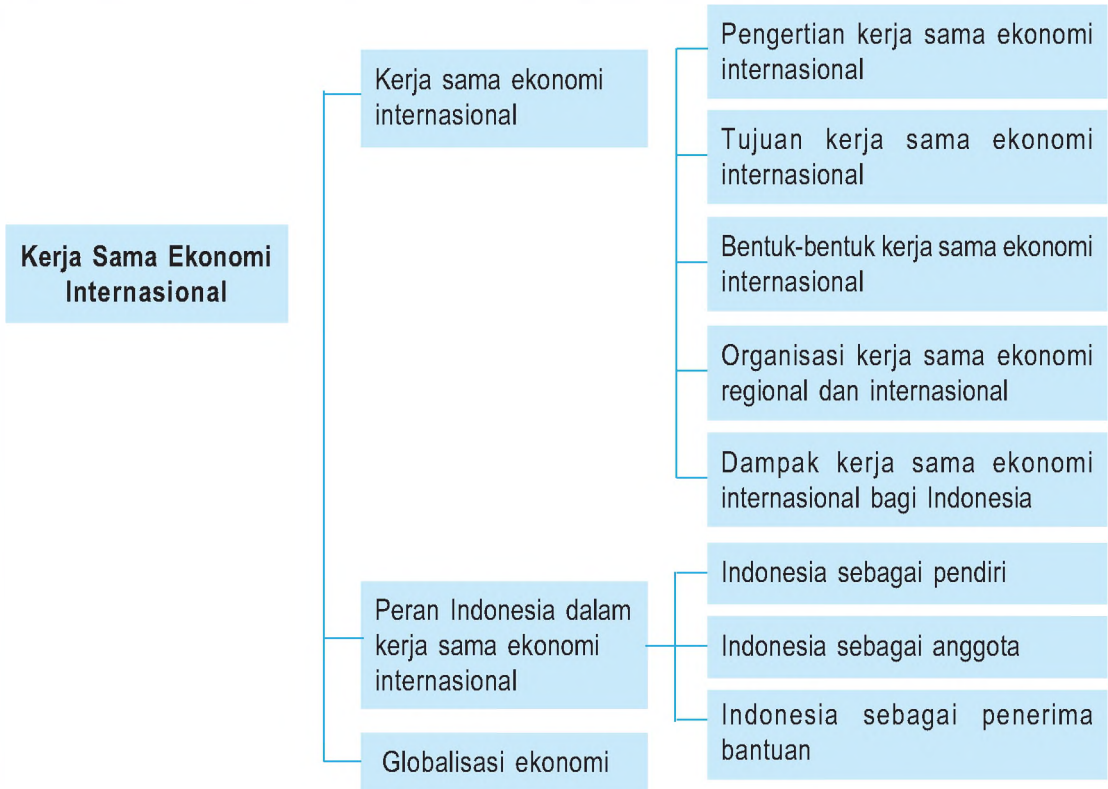 Kerja Sama Ekonomi
Internasional
Kerja sama ekonomi
internasional
Pengertian kerja sama ekonomi
internasional
Tujuan kerja sama ekonomi
internasional
Bentuk-bentuk kerja sama ekonomi
internasional
Organisasi kerja sama ekonomi
regional dan internasional
Dampak kerja sama ekonomi
internasional bagi Indonesia
Peran Indonesia dalam
kerja sama ekonomi
internasional
Indonesia sebagai pendiri
Indonesia sebagai anggota
Indonesia sebagai penerima
bantuan
Globalisasi ekonomi